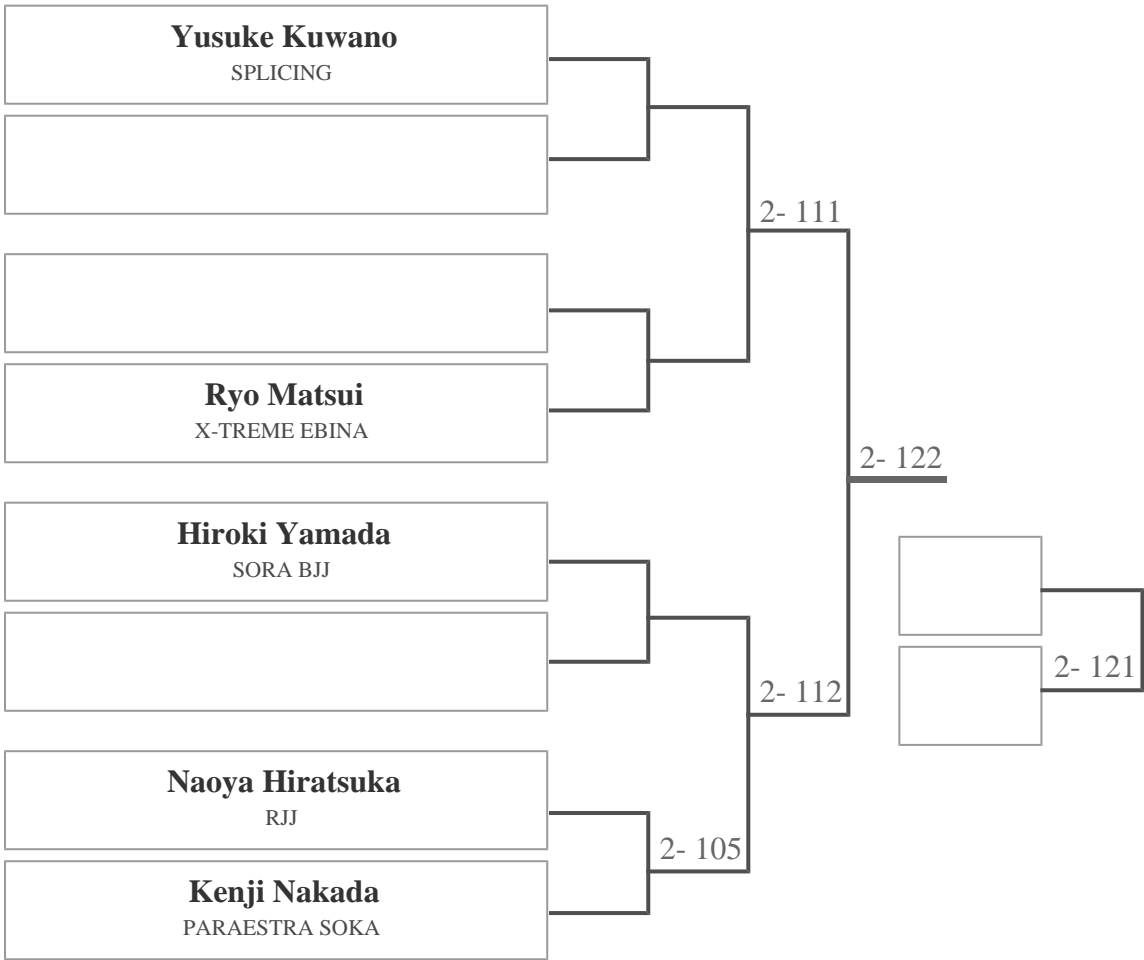 Yusuke Kuwano
SPLICING
2- 111
Ryo Matsui
X-TREME EBINA
2- 122
Hiroki Yamada
SORA BJJ
2- 121
2- 112
Naoya Hiratsuka
RJJ
2- 105
Kenji Nakada
PARAESTRA SOKA